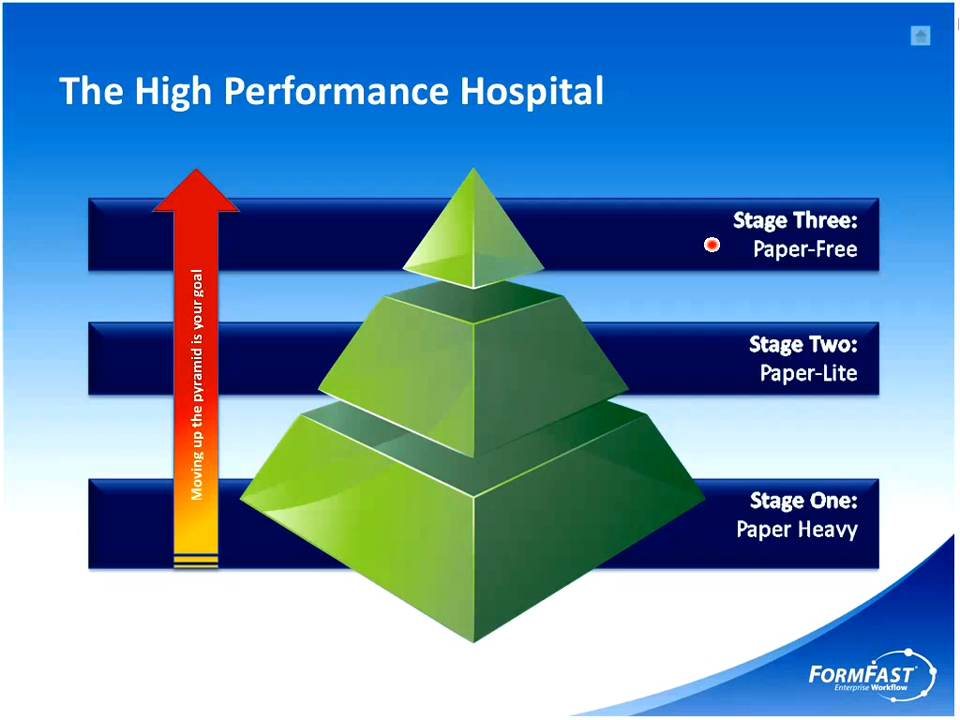 The High Performance Hospital
Stage Three:
Paper-Free
Moving up the pyramid is your goal
Stage Two:
Paper-Lite
Stage One:
Paper Heavy
FORMFAST
Enterprise Workflow